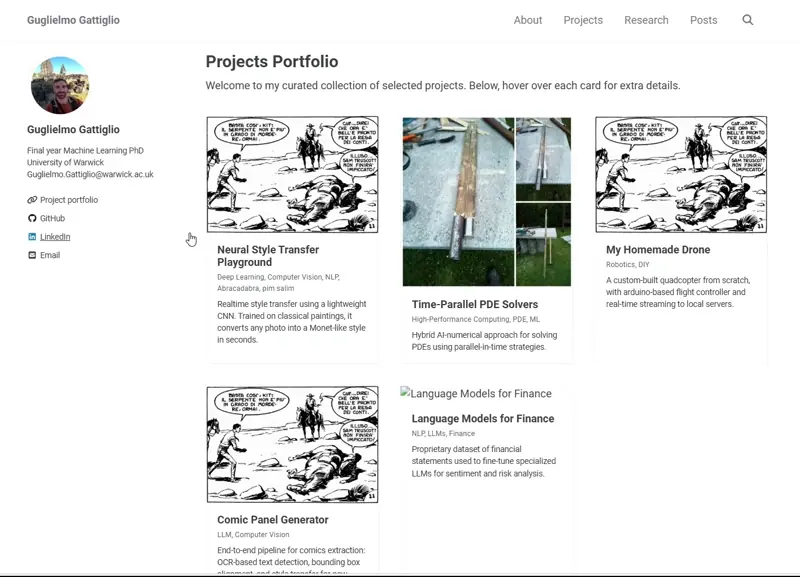 Guglielmo Gattiglio
About
Projects
Research
Posts
Guglielmo Gattiglio
Final year Machine Learning PhD
University of Warwick
Guglielmo.Gattiglio@warwick.ac.uk
Project portfolio
GitHub
LinkedIn
Email
Projects Portfolio
Welcome to my curated collection of selected projects. Below, hover over each card for extra details.
BASTA COSÌ, KIT!
IL SERPENTE NON E' PIU'
IN GRADO DI MORDE-
RE, ORMAI.
CHE ORA E'
BELL'E PRONTO
PER LA RESA
DEI CONTI.
ILLUSO
SAM TRUSCOTT
NON FINIRA'
IMPICCATO!
Neural Style Transfer
Playground
Deep Learning, Computer Vision, NLP,
Abracadabra, pim salim
Realtime style transfer using a lightweight
CNN. Trained on classical paintings, it
converts any photo into a Monet-like style
in seconds.
Time-Parallel PDE Solvers
High-Performance Computing, PDE, ML
Hybrid AI-numerical approach for solving
PDEs using parallel-in-time strategies.
BASTA COSÌ, KIT!
IL SERPENTE NON E' PIU'
IN GRADO DI MORDE-
RE, ORMAI.
CHE ORA E'
BELL'E PRONTO
PER LA RESA
DEI CONTI.
ILLUSO
SAM TRUSCOTT
NON FINIRA'
IMPICCATO!
My Homemade Drone
Robotics, DIY
A custom-built quadcopter from scratch,
with arduino-based flight controller and
real-time streaming to local servers.
BASTA COSÌ, KIT!
IL SERPENTE NON E' PIU'
IN GRADO DI MORDE-
RE, ORMAI.
CHE ORA E'
BELL'E PRONTO
PER LA RESA
DEI CONTI.
ILLUSO
SAM TRUSCOTT
NON FINIRA'
IMPICCATO!
Comic Panel Generator
LLM, Computer Vision
End-to-end pipeline for comics extraction:
OCR-based text detection, bounding box
Language Models for Finance
Language Models for Finance
NLP, LLMs, Finance
Proprietary dataset of financial
statements used to fine-tune specialized
LLMs for sentiment and risk analysis.